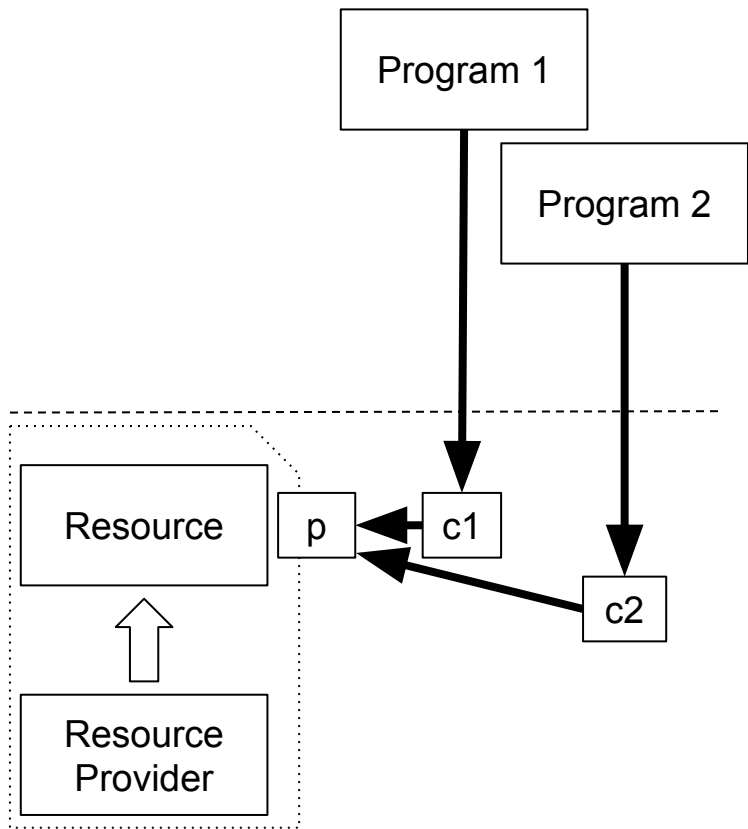 Program 1
Program 2
Resource
p
c1
c2
Resource
Provider